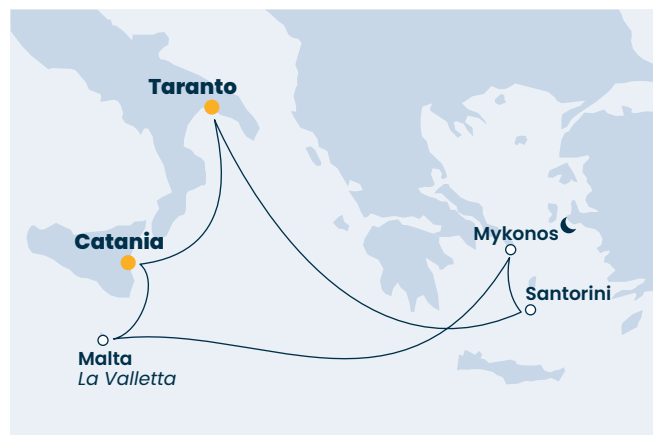 Taranto
Catania
Mykonos
Santorini
Malta
La Valletta